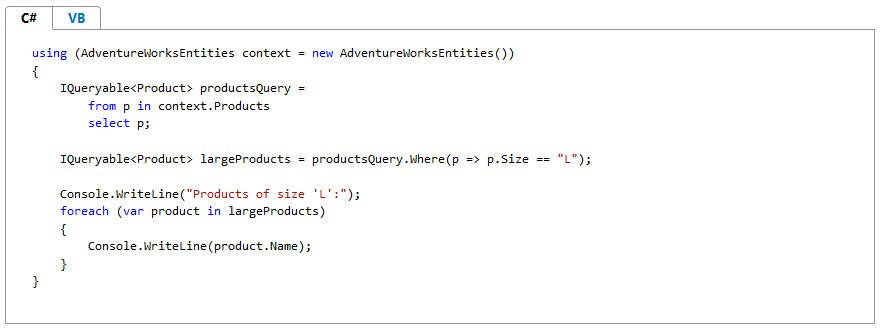 C# VB
using (AdventureWorksEntities context = new AdventureWorksEntities())
{
    IQueryable<Product> productsQuery =
        from p in context.Products
        select p;

    IQueryable<Product> largeProducts = productsQuery.Where(p => p.Size == "L");

    Console.WriteLine("Products of size 'L':");
    foreach (var product in largeProducts)
    {
        Console.WriteLine(product.Name);
    }
}